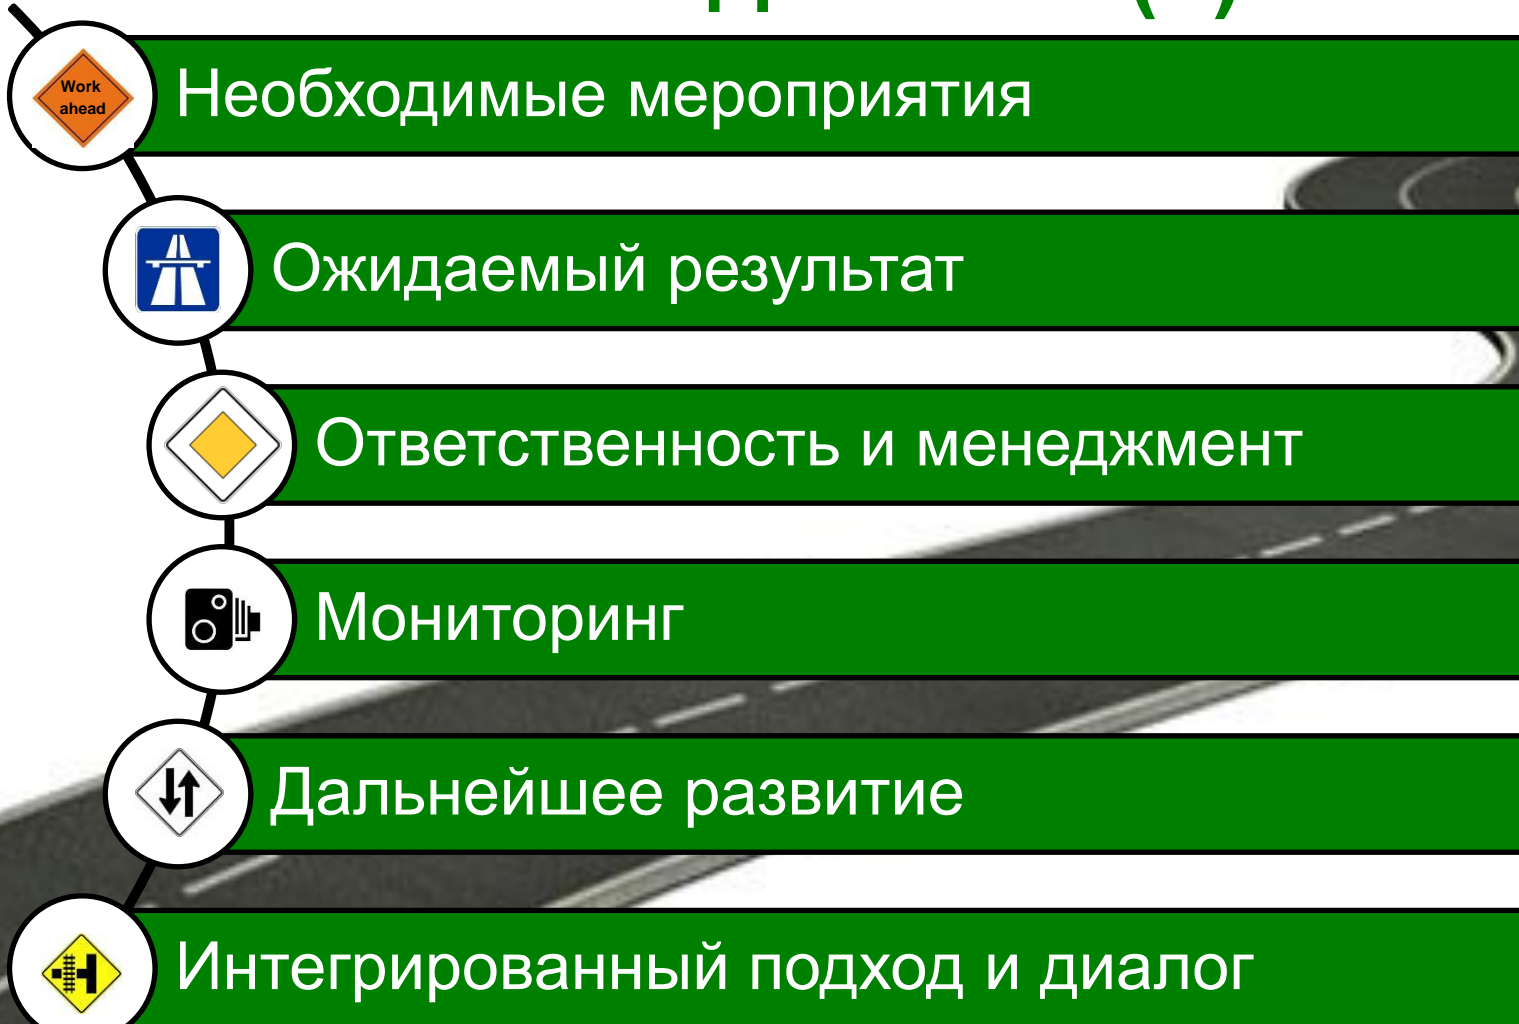 Work
ahead
Необходимые мероприятия
Ожидаемый результат
Ответственность и менеджмент
Мониторинг
Дальнейшее развитие
Интегрированный подход и диалог